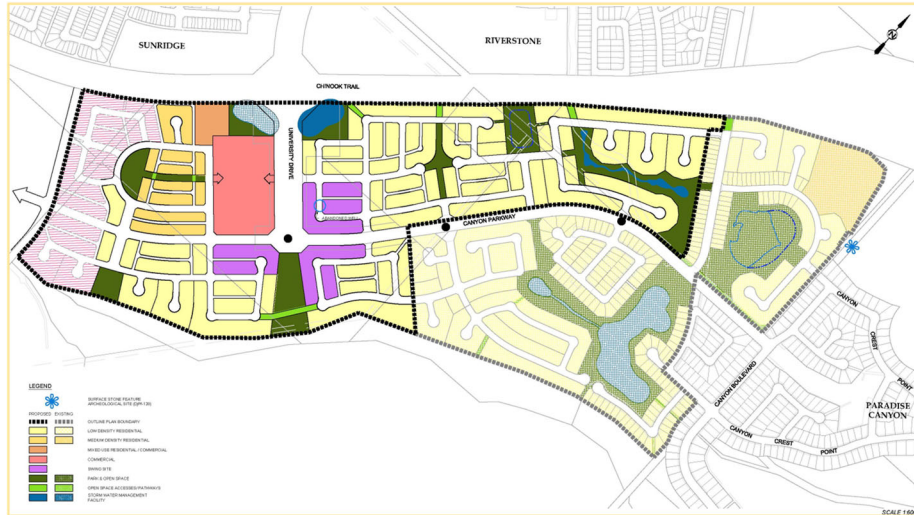 SUNRIDGE
RIVERSTONE
CHINOOK TRAIL
UNIVERSITY DRIVE
ABANDONED WELL
CANYON PARKWAY
CANYON
CREST
POINT
CANYON BOULEVARD
PARADISE
CANYON
CANYON
CREST
POINT
LEGEND
SURFACE STONE FEATURE
ARCHEOLOGICAL SITE
PROPOSED EXISTING
OUTLINE PLAN BOUNDARY
LOW DENSITY RESIDENTIAL
MEDIUM DENSITY RESIDENTIAL
MIXED USE RESIDENTIAL / COMMERCIAL
COMMERCIAL
SWING SITE
PARK & OPEN SPACE
OPEN SPACE ACCESSES/PATHWAYS
STORM WATER MANAGEMENT
FACILITY